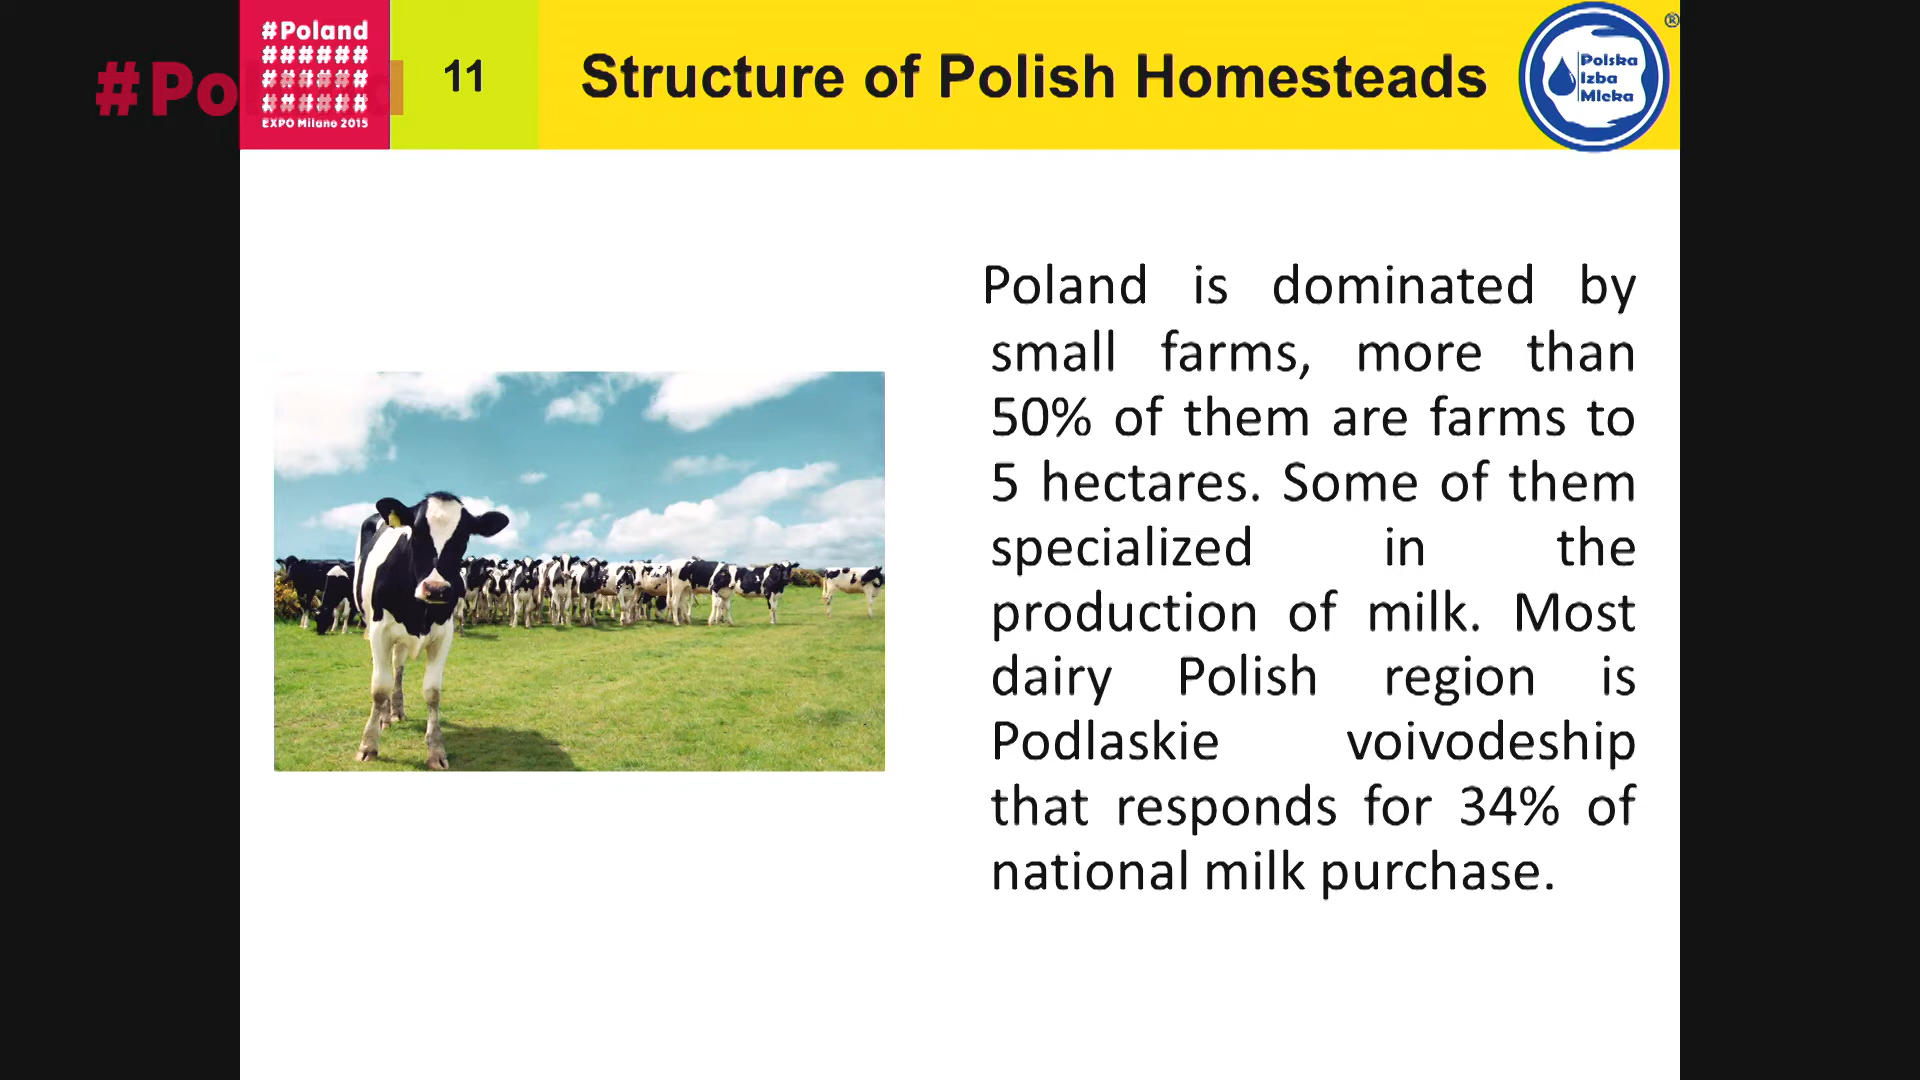 #Poland
######
######
######
EXPO Milano 2015
#Po
11
Structure of Polish Homesteads
Polska
Izba
Mleka
®
Poland is dominated by
small farms, more than
50% of them are farms to
5 hectares. Some of them
specialized in the
production of milk. Most
dairy Polish region is
Podlaskie voivodeship
that responds for 34% of
national milk purchase.